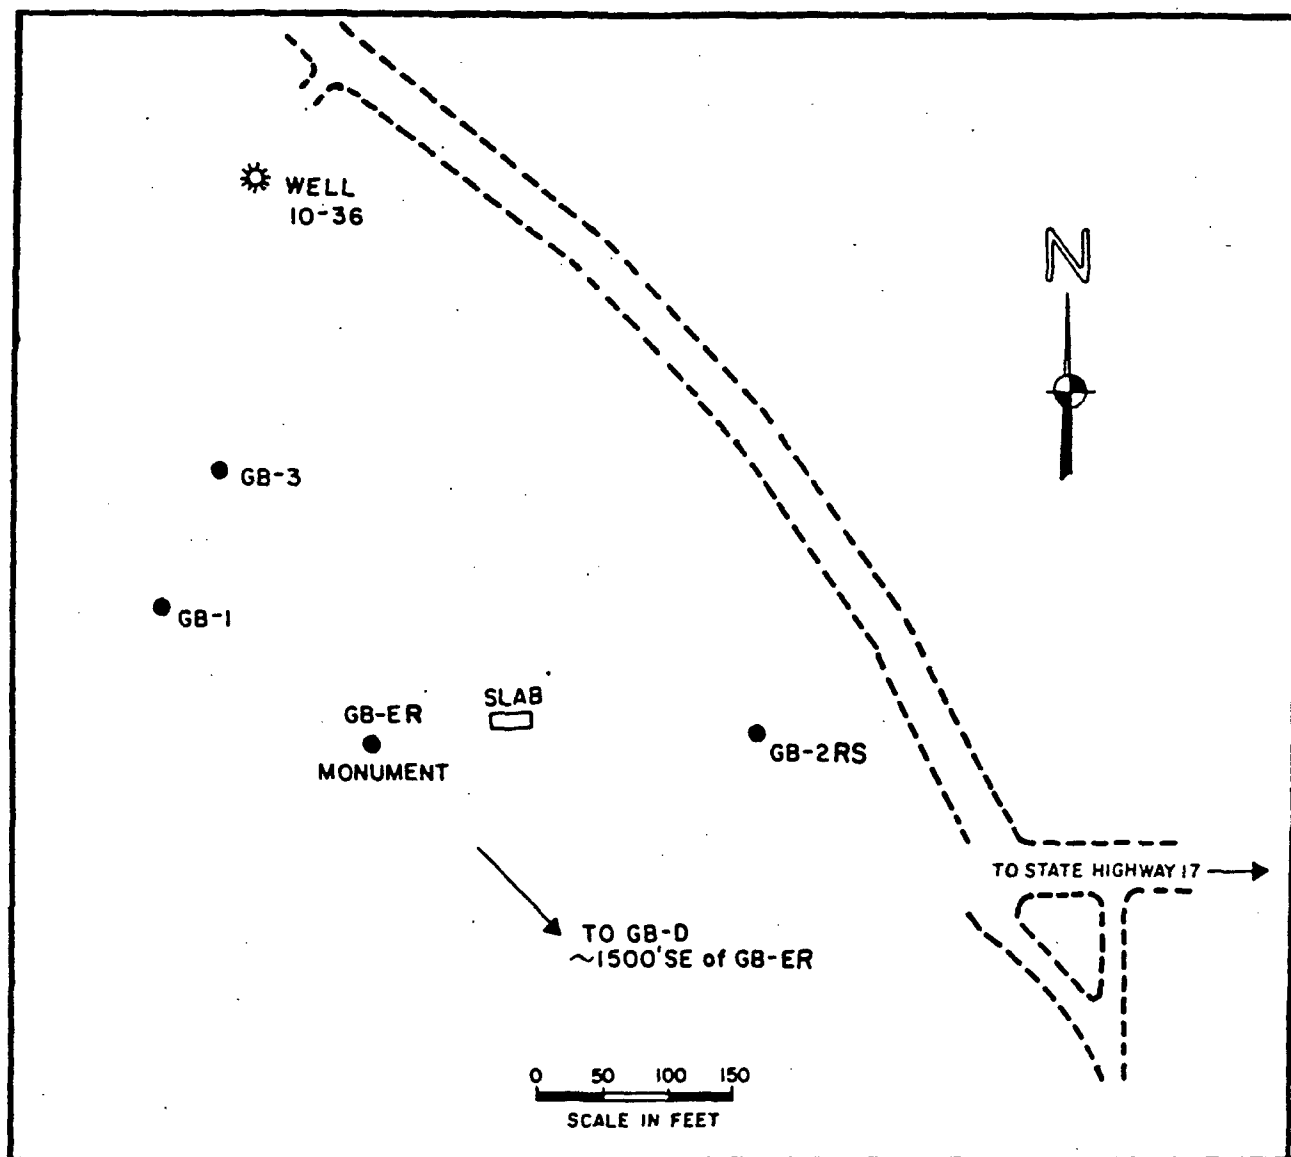 WELL
10-36
N
GB-3
GB-1
SLAB
GB-ER
MONUMENT
GB-2RS
TO STATE HIGHWAY 17
TO GB-D
~1500'SE of GB-ER
0 50 100 150
SCALE IN FEET